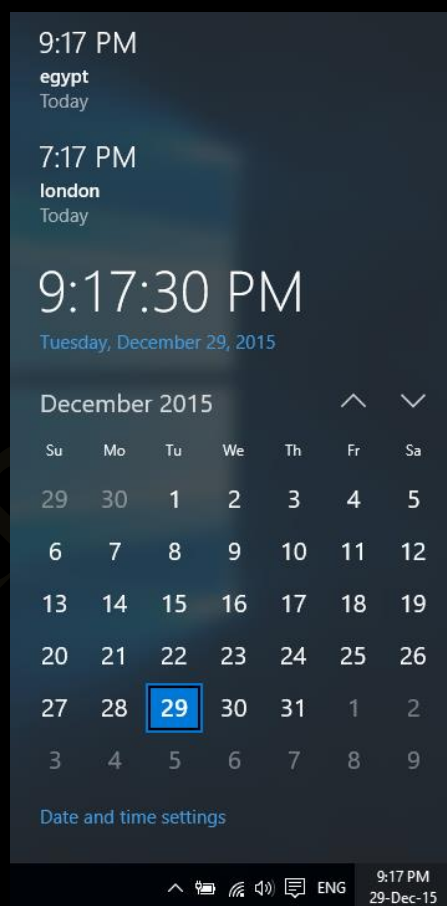 9:17 PM
egypt
Today
7:17 PM
london
Today
9:17:30 PM
Tuesday, December 29, 2015
December 2015
Su Mo Tu We Th Fr Sa
29 30 1 2 3 4 5
6 7 8 9 10 11 12
13 14 15 16 17 18 19
20 21 22 23 24 25 26
27 28 29 30 31 1 2
3 4 5 6 7 8 9
Date and time settings
ENG 9:17 PM
29-Dec-15